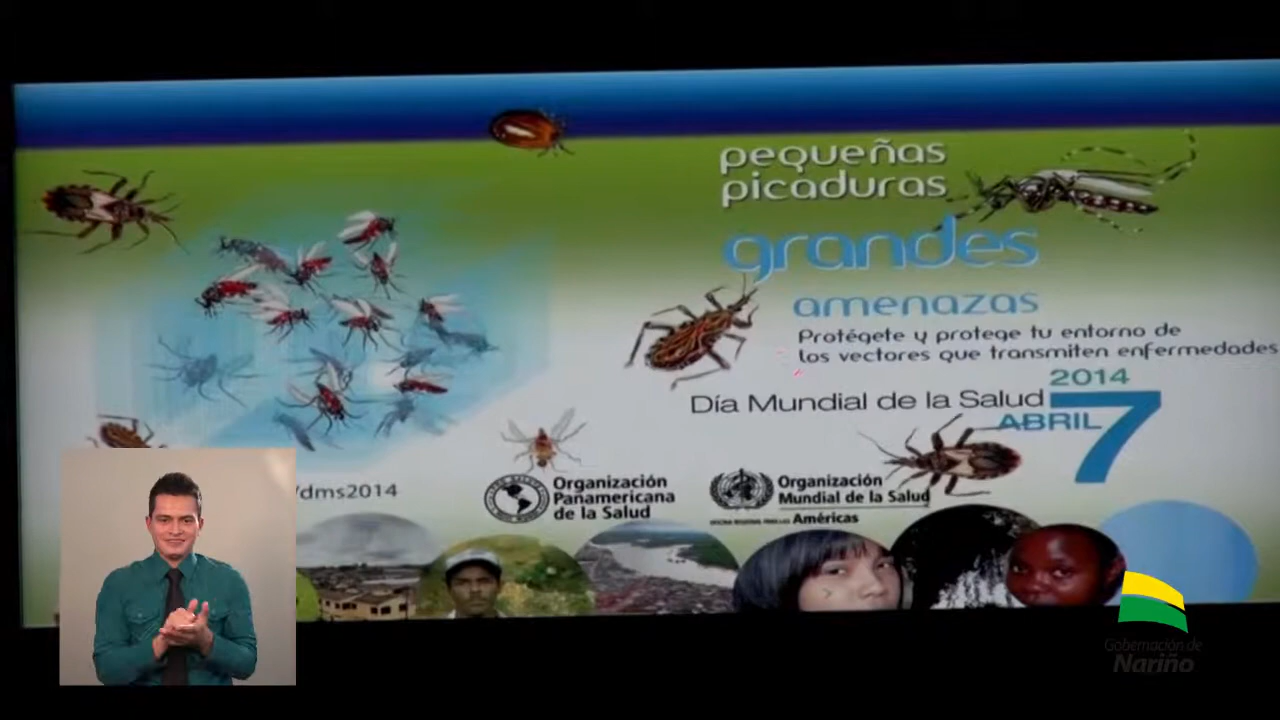 pequeñas
picaduras
grandes
amenazas
Protégete y protege tu entorno de
los vectores que transmiten enfermedades
2014
Día Mundial de la Salud
ABRIL 7
/dms2014
Organización
Panamericana
de la Salud
Organización
Mundial de la Salud
Américas
Gobernación de
Nariño